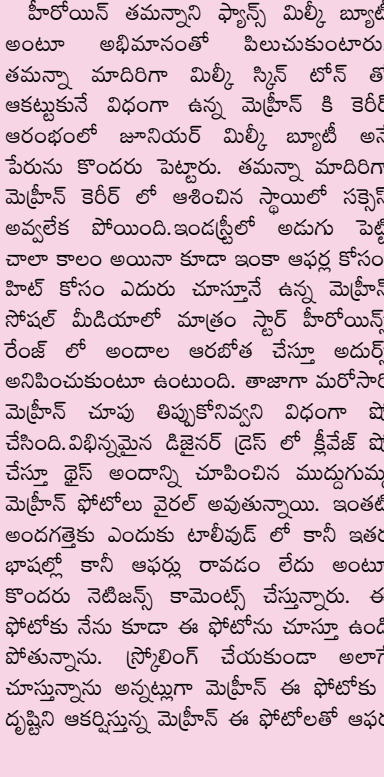 హీరోయిన్ తమన్నాని ఫ్యాన్స్ మిల్కీ బ్యూటీ
అంటూ అభిమానంతో పిలుచుకుంటారు.
తమన్నా మాదిరిగా మిల్కీ స్కిన్ టోన్ తో
ఆకట్టుకునే విధంగా ఉన్న మెహ్రీన్ కి కెరీర్
ఆరంభంలో జూనియర్ మిల్కీ బ్యూటీ అనే
పేరును కొందరు పెట్టారు. తమన్నా మాదిరిగా
మెహ్రీన్ కెరీర్ లో ఆశించిన స్థాయిలో సక్సెస్
అవ్వలేక పోయింది.ఇండస్ట్రీలో అడుగు పెట్టి
చాలా కాలం అయినా కూడా ఇంకా ఆఫర్ల కోసం,
హిట్ కోసం ఎదురు చూస్తూనే ఉన్న మెహ్రీన్
సోషల్ మీడియాలో మాత్రం స్టార్ హీరోయిన్స్
రేంజ్ లో అందాల ఆరబోత చేస్తూ అదుర్స్
అనిపించుకుంటూ ఉంటుంది. తాజాగా మరోసారి
మెహ్రీన్ చూపు తిప్పుకోనివ్వని విధంగా షో
చేసింది.విభిన్నమైన డిజైనర్ డ్రెస్ లో క్లీవేజ్ షో
చేస్తూ థైస్ అందాన్ని చూపించిన ముద్దుగుమ్మ
మెహ్రీన్ ఫోటోలు వైరల్ అవుతున్నాయి. ఇంతటి
అందగత్తెకు ఎందుకు టాలీవుడ్ లో కానీ ఇతర
భాషల్లో కానీ ఆఫర్లు రావడం లేదు అంటూ
కొందరు నెటిజన్స్ కామెంట్స్ చేస్తున్నారు. ఈ
ఫోటోకు నేను కూడా ఈ ఫోటోను చూస్తూ ఉండి
పోతున్నాను. స్క్రోలింగ్ చేయకుండా అలాగే
చూస్తున్నాను అన్నట్లుగా మెహ్రీన్ ఈ ఫోటోకు
దృష్టిని ఆకర్షిస్తున్న మెహ్రీన్ ఈ ఫోటోలతో ఆఫర